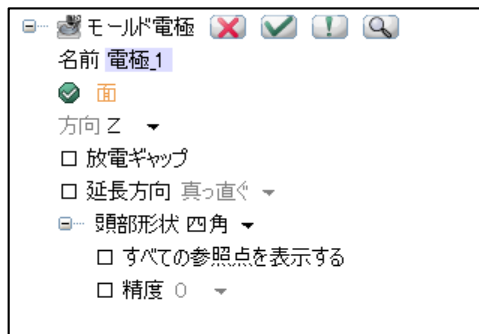 モールド電極
名前 電極_1
面
方向 Z
放電ギャップ
延長方向 真っ直ぐ
頭部形状 四角
すべての参照点を表示する
精度 0